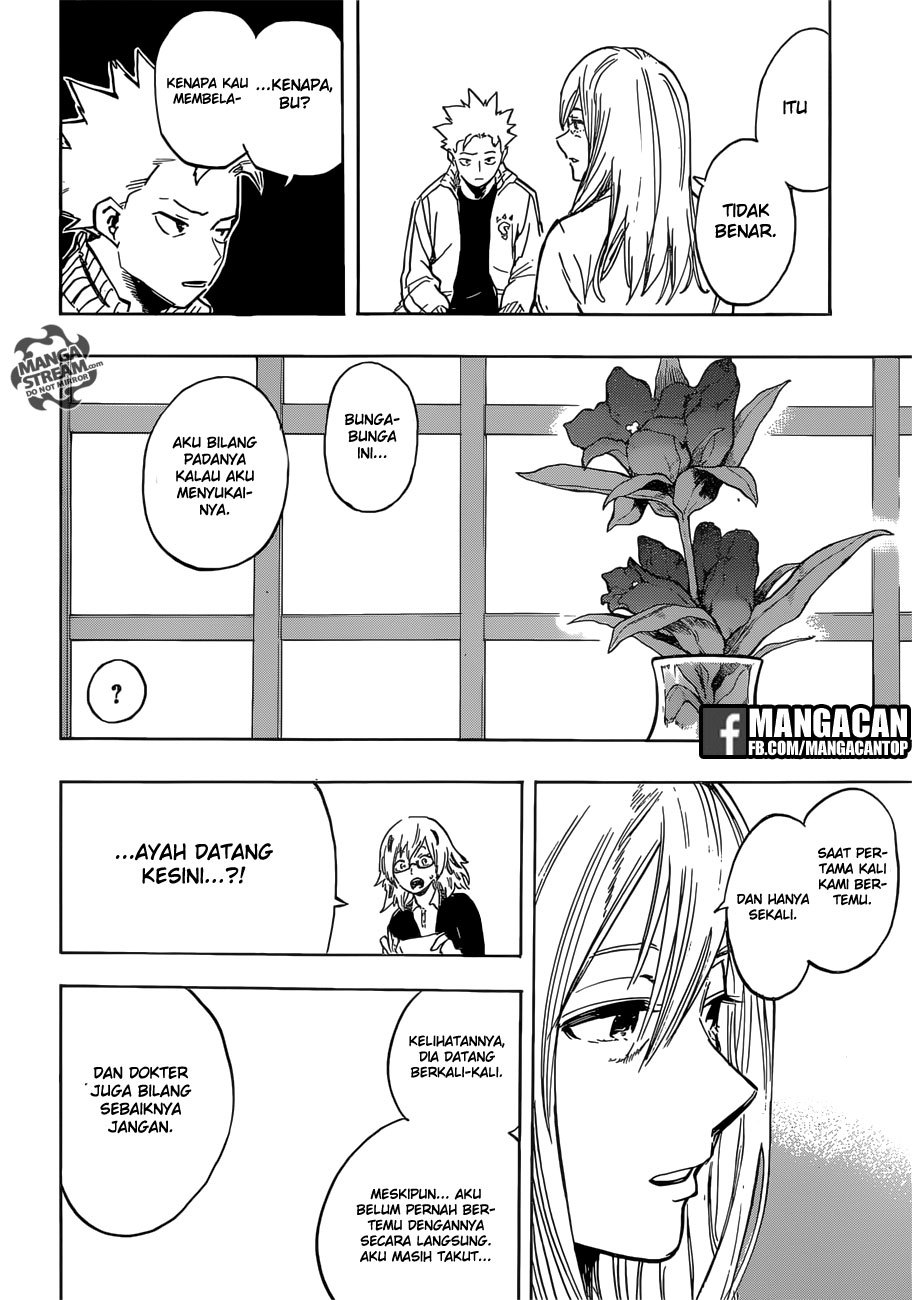 ITU
TIDAK
BENAR.
...KENAPA,
BU?
KENAPA KAU
MEMBELA-
MANGA
STREAM.com
DO NOT MIRROR
BUNGA-
BUNGA
INI...
AKU BILANG
PADANYA
KALAU AKU
MENYUKAI-
NYA.
?
MANGACAN
FB.COM/MANGACANTOP
SAAT PER-
TAMA KALI
KAMI BER-
TEMU.
DAN HANYA
SEKALI.
...AYAH DATANG
KESINI...?!
KELIHATANNYA,
DIA DATANG
BERKALI-KALI.
MESKIPUN... AKU
BELUM PERNAH BER-
TEMU DENGANNYA
SECARA LANGSUNG.
AKU MASIH TAKUT...
DAN DOKTER
JUGA BILANG
SEBAIKNYA
JANGAN.